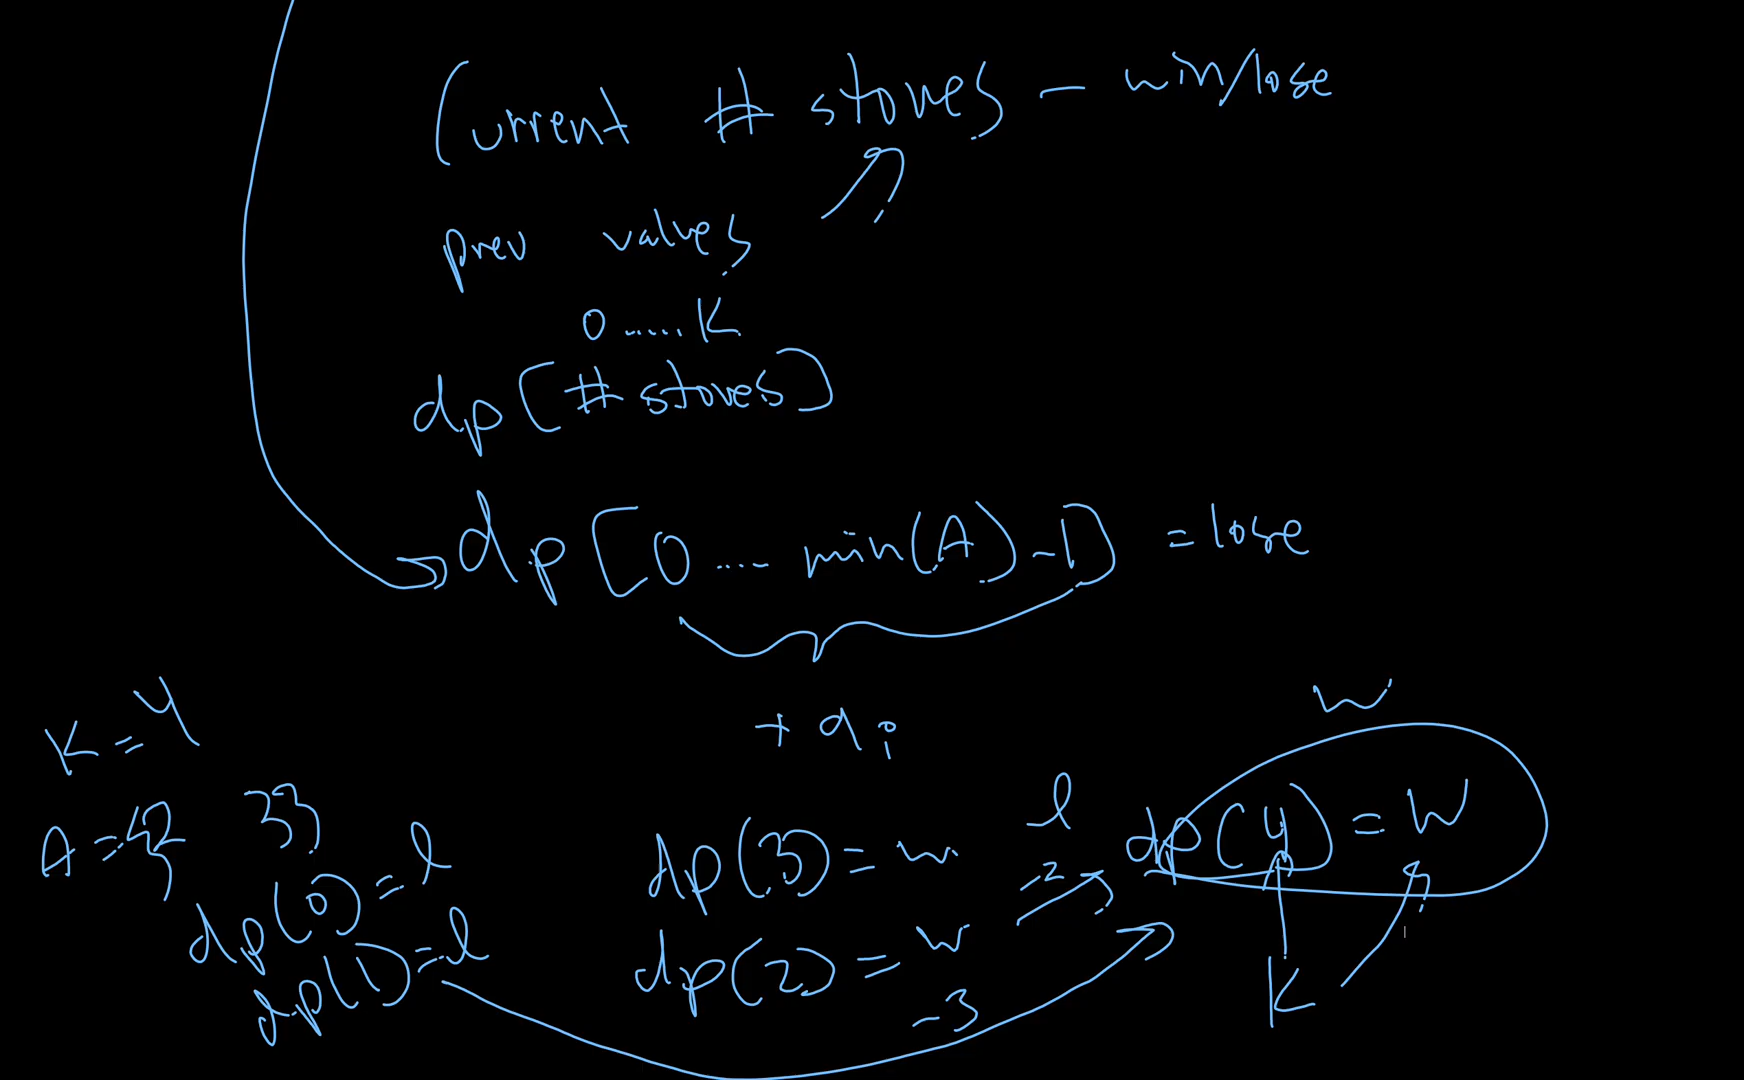 Current # stones - win/lose
prev values
0.....K
dp[# stones]
dp[0.... min(A)-1] = lose
+ ai
K=4
A={2 3}
dp(0)=l
dp(1)=l
dp(3)=w
dp(2)=w
l
-2
-3
dp(4)=W
W
K